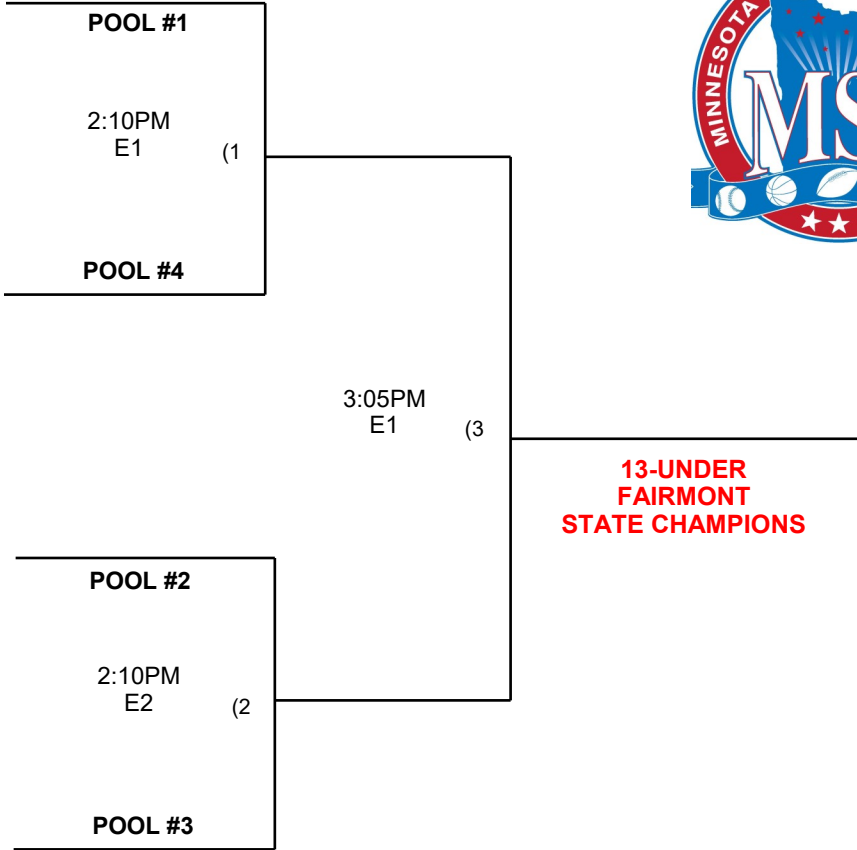 POOL #1
2:10PM
E1
(1
POOL #4
MINNESOTA
MS
3:05PM
E1
(3
13-UNDER
FAIRMONT
STATE CHAMPIONS
POOL #2
2:10PM
E2
(2
POOL #3